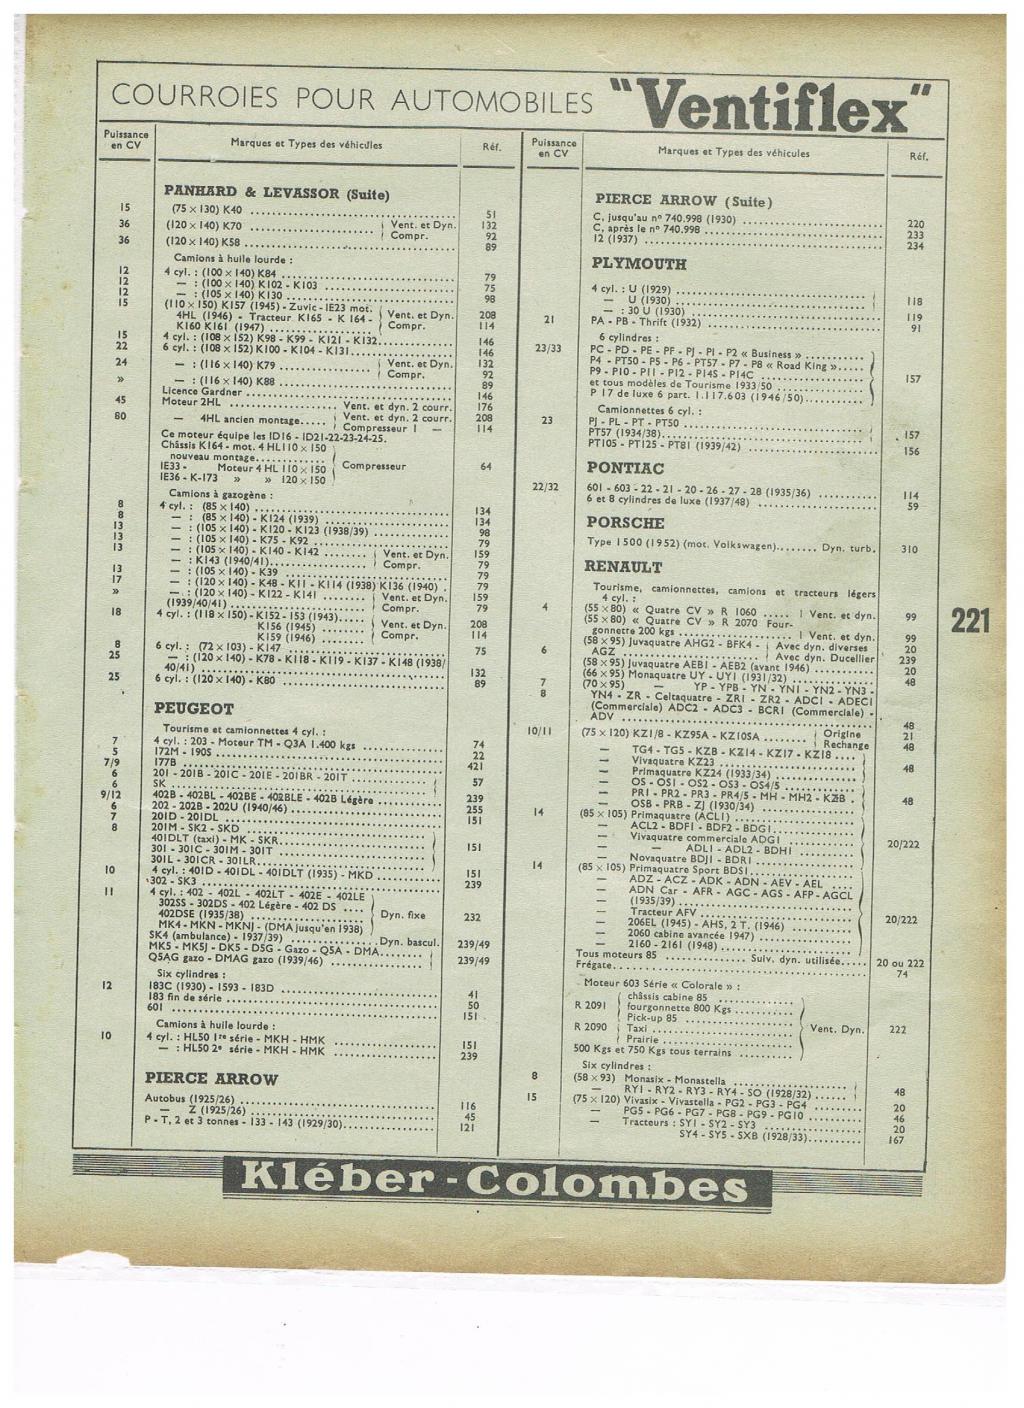 COURROIES POUR AUTOMOBILES "Ventiflex"
Puissance en CV Marques et Types des véhicules Réf.
PANHARD & LEVASSOR (Suite)
15 (75 × 130) K40 51
36 (120 × 140) K70 Vent. et Dyn. 132
Compr. 92
36 (120 × 140) K58 89
Camions à huile lourde :
12 4 cyl. : (100 × 140) K84 79
12 — : (100 × 140) K102 - K103 75
12 — : (105 × 140) K130 98
15 (110 × 150) K157 (1945) - Zuvic - IE23 mot.
4HL (1946) - Tracteur K165 - K 164 - Vent. et Dyn. 208
K160 K161 (1947) Compr. 114
15 4 cyl. : (108 × 152) K98 - K99 - K121 - K132 146
22 6 cyl. : (108 × 152) K100 - K104 - K131 146
24 — : (116 × 140) K79 Vent. et Dyn. 132
Compr. 92
» — : (116 × 140) K88 89
Licence Gardner 146
45 Moteur 2HL Vent. et dyn. 2 courr. 176
80 — 4HL ancien montage Vent. et dyn. 2 courr. 208
Compresseur 1 — 114
Ce moteur équipe les ID16 - ID21-22-23-24-25.
Châssis K164 - mot. 4 HL 110 × 150
nouveau montage
IE33 - Moteur 4 HL 110 × 150 Compresseur 64
IE36 - K-173 » » 120 × 150
Camions à gazogène :
8 4 cyl. : (85 × 140) 134
8 — : (85 × 140) - K124 (1939) 134
13 — : (105 × 140) - K120 - K123 (1938/39) 98
13 — : (105 × 140) - K75 - K92 79
13 — : (105 × 140) - K140 - K142 Vent. et Dyn. 159
— : K143 (1940/41) Compr. 79
13 — : (105 × 140) - K39 79
17 — : (120 × 140) - K48 - K11 - K114 (1938) K136 (1940) 79
» — : (120 × 140) - K122 - K141 Vent. et Dyn. 159
(1939/40/41) Compr. 79
18 4 cyl. : (118 × 150) - K152 - 153 (1943)
K156 (1945) Vent. et Dyn. 208
K159 (1946) Compr. 114
8 6 cyl. : (72 × 103) - K147 75
25 — : (120 × 140) - K78 - K118 - K119 - K137 - K148 (1938/
40/41) 132
25 6 cyl. : (120 × 140) - K80 89
PEUGEOT
Tourisme et camionnettes 4 cyl. :
7 4 cyl. : 203 - Moteur TM - Q3A 1.400 kgs 74
5 172M - 190S 22
7/9 177B 421
6 201 - 201B - 201C - 201E - 201BR - 201T 57
6 SK
9/12 402B - 402BL - 402BE - 402BLE - 402B Légère 239
6 202 - 202B - 202U (1940/46) 255
7 201D - 201DL 151
8 201M - SK2 - SKD
401DLT (taxi) - MK - SKR
301 - 301C - 301M - 301T 151
301L - 301CR - 301LR
10 4 cyl. : 401D - 401DL - 401DLT (1935) - MKD 151
302 - SK3 239
11 4 cyl. : 402 - 402L - 402LT - 402E - 402LE
302SS - 302DS - 402 Légère - 402 DS
402DSE (1935/38) Dyn. fixe 232
MK4 - MKN - MKNJ - (DMA jusqu'en 1938)
SK4 (ambulance) - 1937/39) Dyn. bascul. 239/49
MK5 - MK5J - DK5 - D5G - Gazo - Q5A - DMA
Q5AG gazo - DMAG gazo (1939/46) 239/49
Six cylindres :
12 183C (1930) - 1593 - 183D 41
183 fin de série 50
601 151
Camions à huile lourde :
10 4 cyl. : HL50 1re série - MKH - HMK 151
— : HL50 2e série - MKH - HMK 239
PIERCE ARROW
Autobus (1925/26) 116
— Z (1925/26) 45
P - T, 2 et 3 tonnes - 133 - 143 (1929/30) 121
Puissance en CV Marques et Types des véhicules Réf.
PIERCE ARROW (Suite)
C, jusqu'au n° 740.998 (1930) 220
C, après le n° 740.998 233
12 (1937) 234
PLYMOUTH
4 cyl. : U (1929)
— U (1930) 118
— : 30 U (1930) 119
21 PA - PB - Thrift (1932) 91
6 cylindres :
23/33 PC - PD - PE - PF - PJ - PI - P2 « Business »
P4 - PT50 - P5 - P6 - PT57 - P7 - P8 « Road King »
P9 - P10 - P11 - P12 - P14S - P14C 157
et tous modèles de Tourisme 1933/50
P 17 de luxe 6 part. 1.117.603 (1946/50)
Camionnettes 6 cyl. :
23 PJ - PL - PT - PT50
PT57 (1934/38) 157
PT105 - PT125 - PT81 (1939/42) 156
PONTIAC
22/32 601 - 603 - 22 - 21 - 20 - 26 - 27 - 28 (1935/36) 114
6 et 8 cylindres de luxe (1937/48) 59
PORSCHE
Type 1500 (1952) (mot. Volkswagen) Dyn. turb. 310
RENAULT
Tourisme, camionnettes, camions et tracteurs légers
4 cyl. :
4 (55 × 80) « Quatre CV » R 1060 Vent. et dyn. 99
(55 × 80) « Quatre CV » R 2070 Four-
gonnette 200 kgs Vent. et dyn. 99
6 (58 × 95) Juvaquatre AHG2 - BFK4 - Avec dyn. diverses 20
AGZ Avec dyn. Ducellier 239
(58 × 95) Juvaquatre AEB1 - AEB2 (avant 1946) 20
7 (66 × 95) Monaquatre UY - UY1 (1931/32) 48
8 (70 × 95) — YP - YPB - YN - YN1 - YN2 - YN3 -
YN4 - ZR - Celtaquatre - ZR1 - ZR2 - ADC1 - ADEC1
(Commerciale) ADC2 - ADC3 - BCR1 (Commerciale) -
ADV 48
10/11 (75 × 120) KZ1/8 - KZ95A - KZ10SA Origine 21
Rechange 48
— TG4 - TG5 - KZB - KZ14 - KZ17 - KZ18
— Vivaquatre KZ23 48
— Primaquatre KZ24 (1933/34)
— OS - OS1 - OS2 - OS3 - OS4/5
— PR1 - PR2 - PR3 - PR4/5 - MH - MH2 - KZB 48
— OSB - PRB - ZJ (1930/34)
14 (85 × 105) Primaquatre (ACL1)
— ACL2 - BDF1 - BDF2 - BDG1
— Vivaquatre commerciale ADG1 20/222
— ADL1 - ADL2 - BDH1
— Novaquatre BDJ1 - BDR1
14 (85 × 105) Primaquatre Sport BDS1
— ADZ - ACZ - ADK - ADN - AEV - AEL
— ADN Car - AFR - AGC - AGS - AFP - AGCL
(1935/39)
— Tracteur AFV 20/222
— 206EL (1945) - AHS, 2 T. (1946)
— 2060 cabine avancée 1947)
— 2160 - 2161 (1948)
Tous moteurs 85 Suiv. dyn. utilisée 20 ou 222
Frégate 74
Moteur 603 Série « Colorale » :
châssis cabine 85
R 2091 fourgonnette 800 Kgs
Pick-up 85
R 2090 Taxi Vent. Dyn. 222
Prairie
500 Kgs et 750 Kgs tous terrains
Six cylindres :
8 (58 × 93) Monasix - Monastella
— RY1 - RY2 - RY3 - RY4 - SO (1928/32) 48
15 (75 × 120) Vivasix - Vivastella - PG2 - PG3 - PG4 20
— PG5 - PG6 - PG7 - PG8 - PG9 - PG10 46
— Tracteurs : SY1 - SY2 - SY3 20
SY4 - SY5 - SXB (1928/33) 167
221
Kléber-Colombes